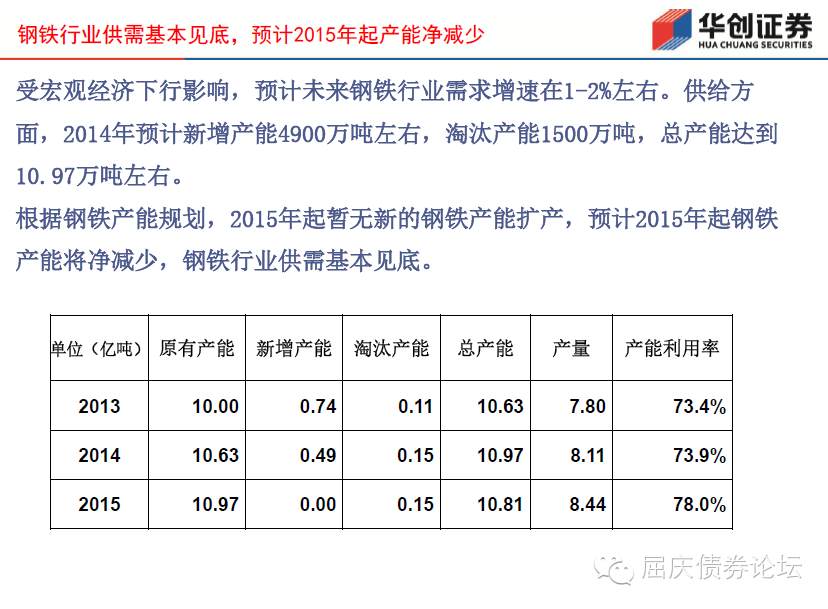 钢铁行业供需基本见底，预计2015年起产能净减少
华创证券
HUA CHUANG SECURITIES
受宏观经济下行影响，预计未来钢铁行业需求增速在1-2%左右。供给方
面，2014年预计新增产能4900万吨左右，淘汰产能1500万吨，总产能达到
10.97万吨左右。
根据钢铁产能规划，2015年起暂无新的钢铁产能扩产，预计2015年起钢铁
产能将净减少，钢铁行业供需基本见底。
单位（亿吨） 原有产能 新增产能 淘汰产能 总产能 产量 产能利用率
2013 10.00 0.74 0.11 10.63 7.80 73.4%
2014 10.63 0.49 0.15 10.97 8.11 73.9%
2015 10.97 0.00 0.15 10.81 8.44 78.0%
屈庆债券论坛